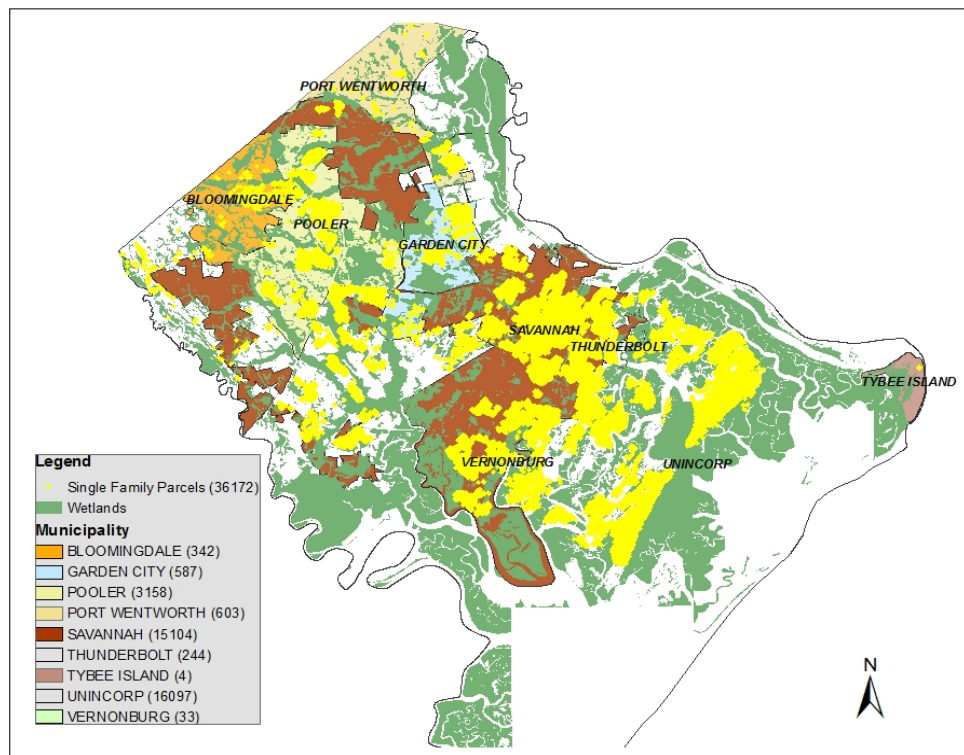 PORT WENTWORTH
BLOOMINGDALE
POOLER
GARDEN CITY
SAVANNAH
THUNDERBOLT
TYBEE ISLAND
VERNONBURG
UNINCORP
Legend
Single Family Parcels (36172)
Wetlands
Municipality
BLOOMINGDALE (342)
GARDEN CITY (587)
POOLER (3158)
PORT WENTWORTH (603)
SAVANNAH (15104)
THUNDERBOLT (244)
TYBEE ISLAND (4)
UNINCORP (16097)
VERNONBURG (33)
N